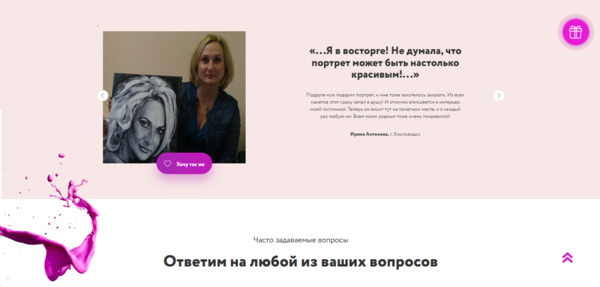 «...Я в восторге! Не думала, что
портрет может быть настолько
красивым!...»
Подруге муж подарил портрет, и мне тоже захотелось заказать. Из всех
макетов этот сразу запал в душу! И отлично вписывается в интерьер
моей гостинной. Теперь он висит тут на почётном месте, и я каждый
раз любуюсь им. Всем моим родным тоже очень понравился!
Ирина Антонова, г. Кисловодск
Хочу так же
Часто задаваемые вопросы
Ответим на любой из ваших вопросов